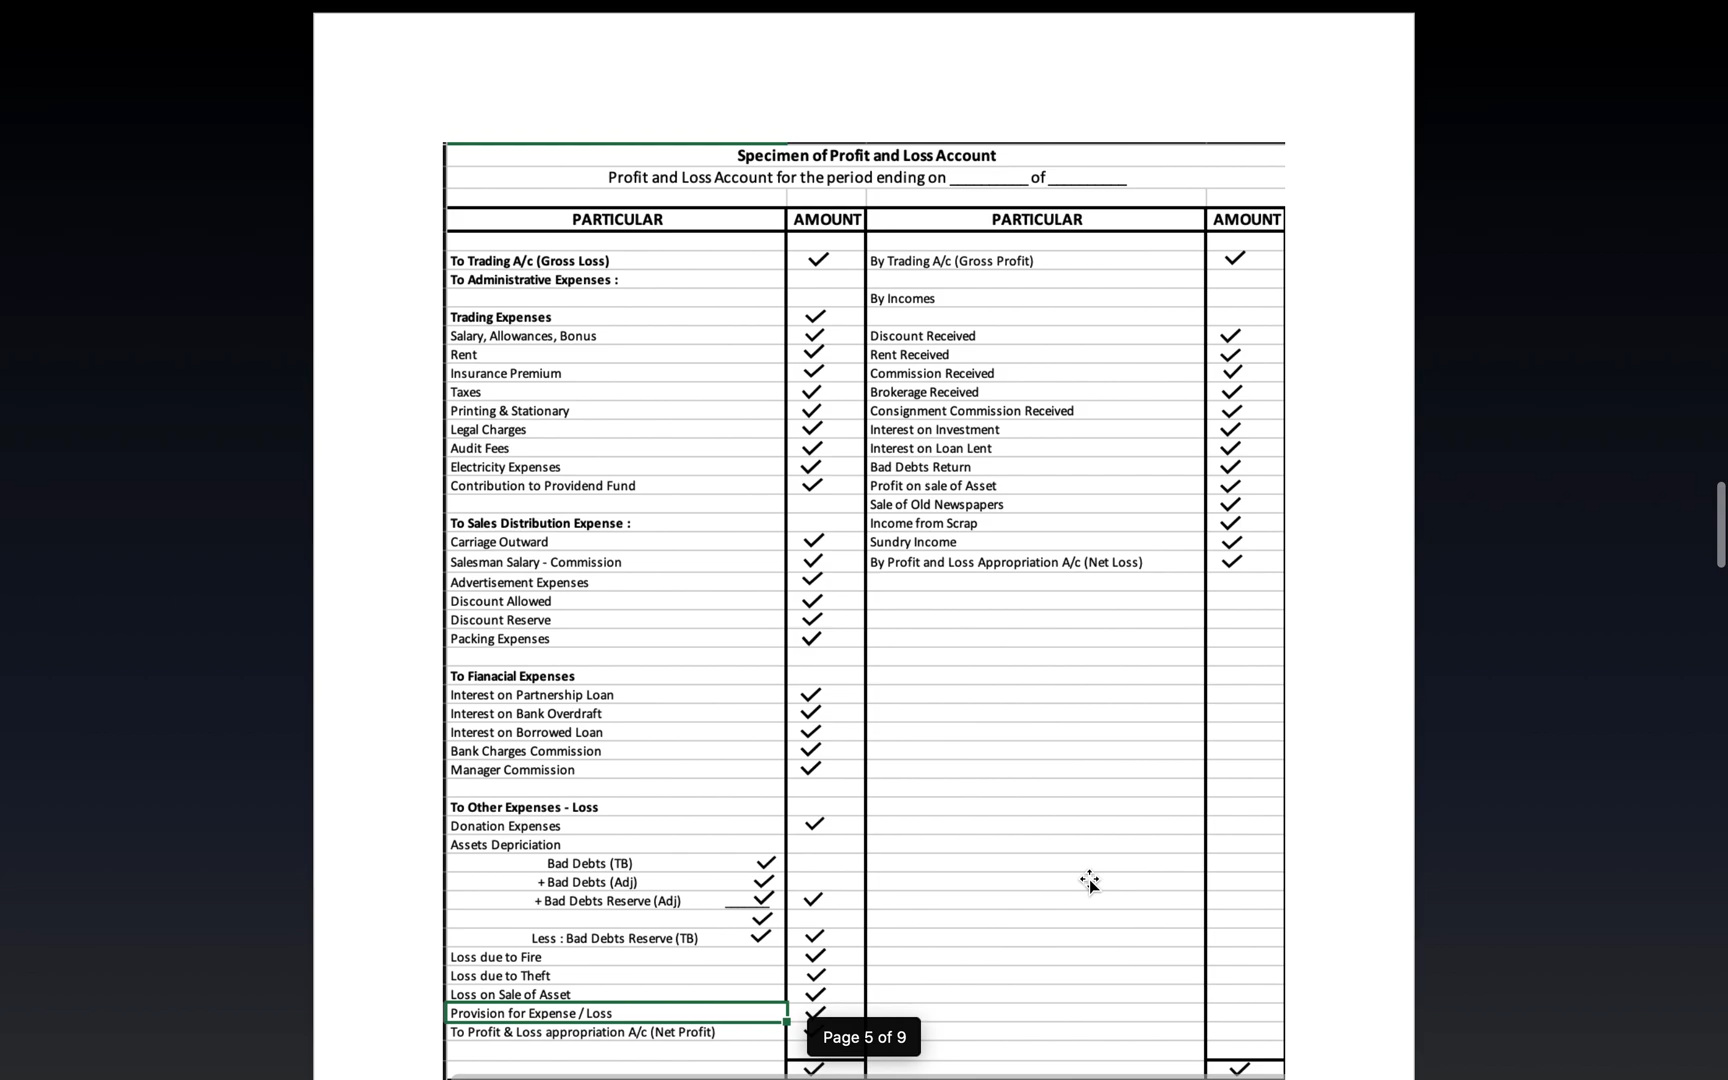 Specimen of Profit and Loss Account
Profit and Loss Account for the period ending on __________ of __________
PARTICULAR AMOUNT PARTICULAR AMOUNT
To Trading A/c (Gross Loss) ✓ By Trading A/c (Gross Profit) ✓
To Administrative Expenses :
By Incomes
Trading Expenses ✓
Salary, Allowances, Bonus ✓ Discount Received ✓
Rent ✓ Rent Received ✓
Insurance Premium ✓ Commission Received ✓
Taxes ✓ Brokerage Received ✓
Printing & Stationary ✓ Consignment Commission Received ✓
Legal Charges ✓ Interest on Investment ✓
Audit Fees ✓ Interest on Loan Lent ✓
Electricity Expenses ✓ Bad Debts Return ✓
Contribution to Providend Fund ✓ Profit on sale of Asset ✓
Sale of Old Newspapers ✓
To Sales Distribution Expense : Income from Scrap ✓
Carriage Outward ✓ Sundry Income ✓
Salesman Salary - Commission ✓ By Profit and Loss Appropriation A/c (Net Loss) ✓
Advertisement Expenses ✓
Discount Allowed ✓
Discount Reserve ✓
Packing Expenses ✓
To Fianacial Expenses
Interest on Partnership Loan ✓
Interest on Bank Overdraft ✓
Interest on Borrowed Loan ✓
Bank Charges Commission ✓
Manager Commission ✓
To Other Expenses - Loss
Donation Expenses ✓
Assets Depriciation
Bad Debts (TB) ✓
+ Bad Debts (Adj) ✓
+ Bad Debts Reserve (Adj) ✓ ✓
✓
Less : Bad Debts Reserve (TB) ✓ ✓
Loss due to Fire ✓
Loss due to Theft ✓
Loss on Sale of Asset ✓
Provision for Expense / Loss ✓
To Profit & Loss appropriation A/c (Net Profit)
Page 5 of 9
✓ ✓